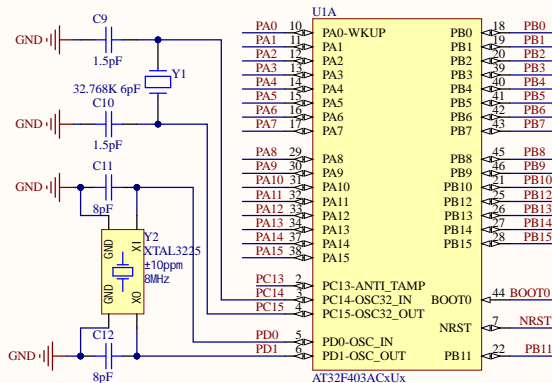 C9
GND
1.5pF
Y1
32.768K 6pF
C10
GND
1.5pF
C11
GND
8pF
Y2
XTAL3225
±10ppm
8MHz
GND
XI
GND
XO
C12
GND
8pF
U1A
PA0 10 PA0-WKUP PB0 18 PB0
PA1 11 PA1 PB1 19 PB1
PA2 12 PA2 PB2 20 PB2
PA3 13 PA3 PB3 39 PB3
PA4 14 PA4 PB4 40 PB4
PA5 15 PA5 PB5 41 PB5
PA6 16 PA6 PB6 42 PB6
PA7 17 PA7 PB7 43 PB7
PA8 29 PA8 PB8 45 PB8
PA9 30 PA9 PB9 46 PB9
PA10 31 PA10 PB10 21 PB10
PA11 32 PA11 PB11 25 PB12
PA12 33 PA12 PB13 26 PB13
PA13 34 PA13 PB14 27 PB14
PA14 37 PA14 PB15 28 PB15
PA15 38 PA15
PC13 2 PC13-ANTI_TAMP
PC14 3 PC14-OSC32_IN BOOT0 44 BOOT0
PC15 4 PC15-OSC32_OUT
NRST 7 NRST
PD0 5 PD0-OSC_IN
PD1 6 PD1-OSC_OUT PB11 22 PB11
AT32F403ACxUx